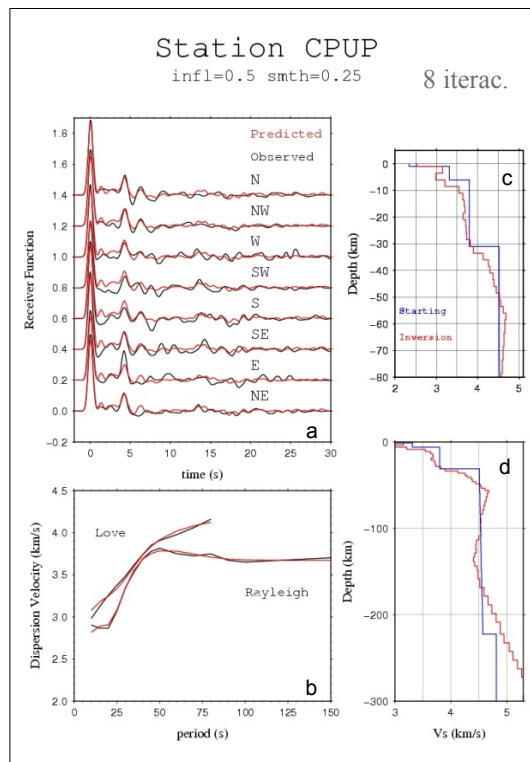 Station CPUP
infl=0.5 smth=0.25
8 iterac.
Receiver Function
1.8
1.6
1.4
1.2
1.0
0.8
0.6
0.4
0.2
0.0
−0.2
Predicted
Observed
N
NW
W
SW
S
SE
E
NE
a
0 5 10 15 20 25 30
time (s)
Depth (km)
0
−10
−20
−30
−40
−50
−60
−70
−80
c
Starting
Inversion
2 3 4 5
Dispersion Velocity (km/s)
4.5
4.0
3.5
3.0
2.5
2.0
Love
Rayleigh
b
0 25 50 75 100 125 150
period (s)
Depth (km)
0
−100
−200
−300
d
3 4 5
Vs (km/s)